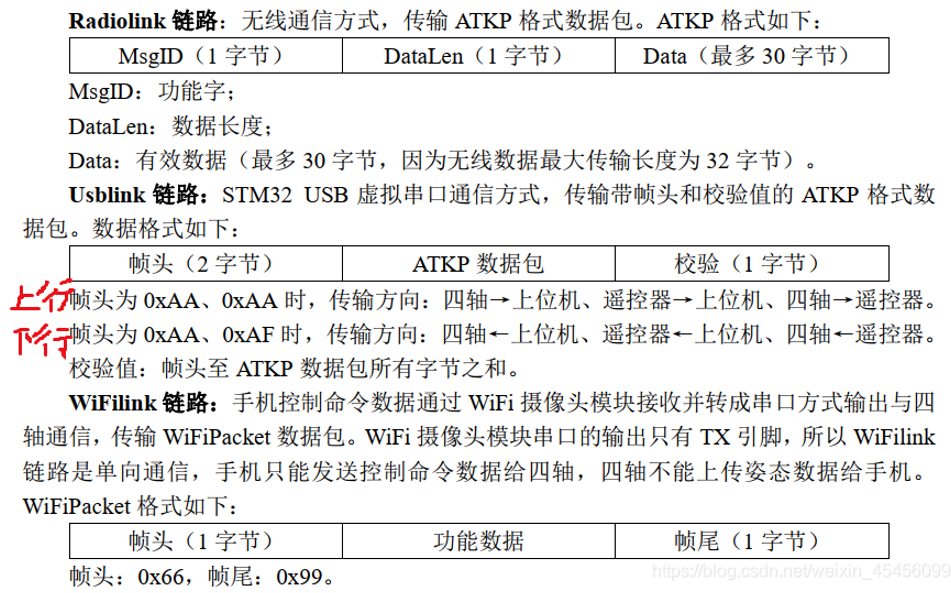 Radiolink 链路：无线通信方式，传输 ATKP 格式数据包。ATKP 格式如下：
MsgID（1 字节） DataLen（1 字节） Data（最多 30 字节）
MsgID：功能字；
DataLen：数据长度；
Data：有效数据（最多 30 字节，因为无线数据最大传输长度为 32 字节）。
Usblink 链路：STM32 USB 虚拟串口通信方式，传输带帧头和校验值的 ATKP 格式数
据包。数据格式如下：
帧头（2 字节） ATKP 数据包 校验（1 字节）
上行 帧头为 0xAA、0xAA 时，传输方向：四轴→上位机、遥控器→上位机、四轴→遥控器。
下行 帧头为 0xAA、0xAF 时，传输方向：四轴←上位机、遥控器←上位机、四轴←遥控器。
校验值：帧头至 ATKP 数据包所有字节之和。
WiFilink 链路：手机控制命令数据通过 WiFi 摄像头模块接收并转成串口方式输出与四
轴通信，传输 WiFiPacket 数据包。WiFi 摄像头模块串口的输出只有 TX 引脚，所以 WiFilink
链路是单向通信，手机只能发送控制命令数据给四轴，四轴不能上传姿态数据给手机。
WiFiPacket 格式如下：
帧头（1 字节） 功能数据 帧尾（1 字节）
帧头：0x66，帧尾：0x99。
https://blog.csdn.net/weixin_45456099